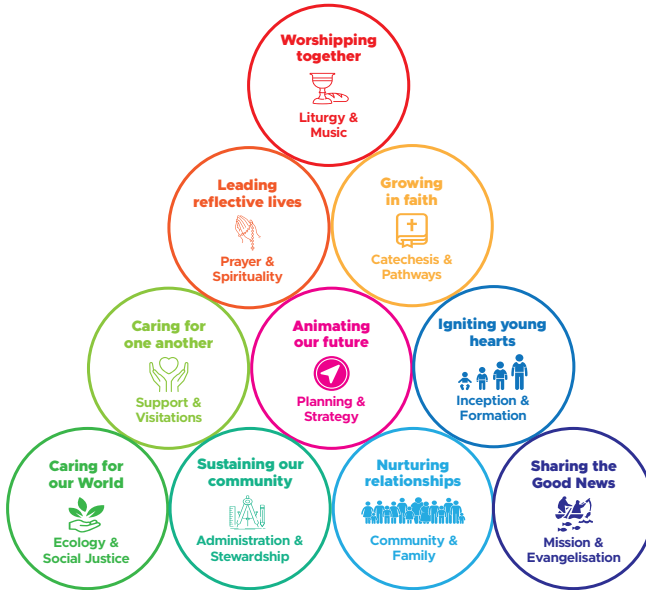 Worshipping
together
Liturgy &
Music
Leading
reflective lives
Prayer &
Spirituality
Growing
in faith
Catechesis &
Pathways
Caring for
one another
Support &
Visitations
Animating
our future
Planning &
Strategy
Igniting young
hearts
Inception &
Formation
Caring for
our World
Ecology &
Social Justice
Sustaining our
community
Administration &
Stewardship
Nurturing
relationships
Community &
Family
Sharing the
Good News
Mission &
Evangelisation